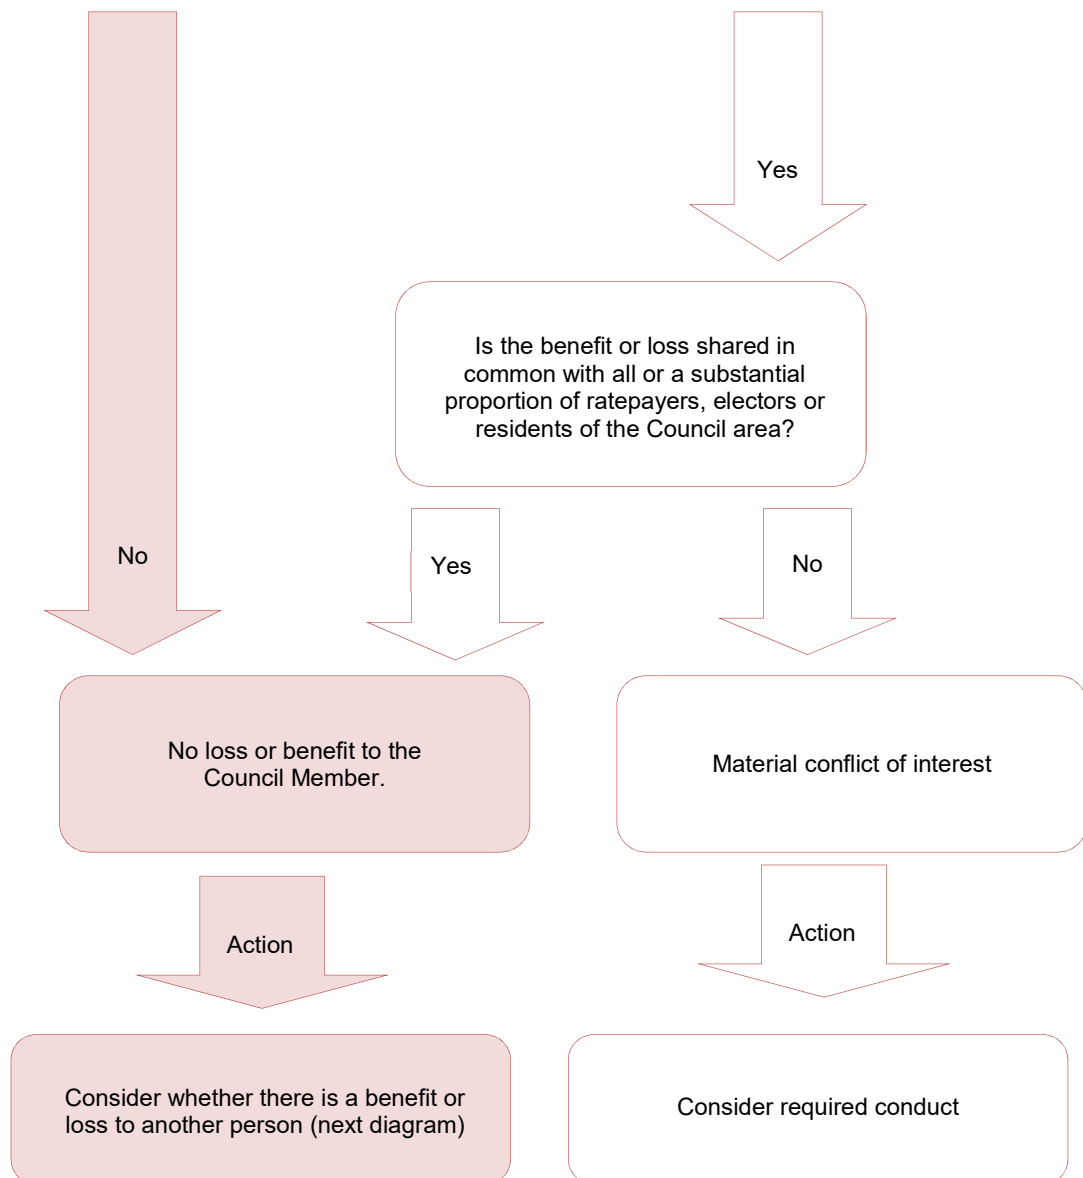 Yes
Is the benefit or loss shared in
common with all or a substantial
proportion of ratepayers, electors or
residents of the Council area?
No
Yes
No
No loss or benefit to the
Council Member.
Material conflict of interest
Action
Action
Consider whether there is a benefit or
loss to another person (next diagram)
Consider required conduct